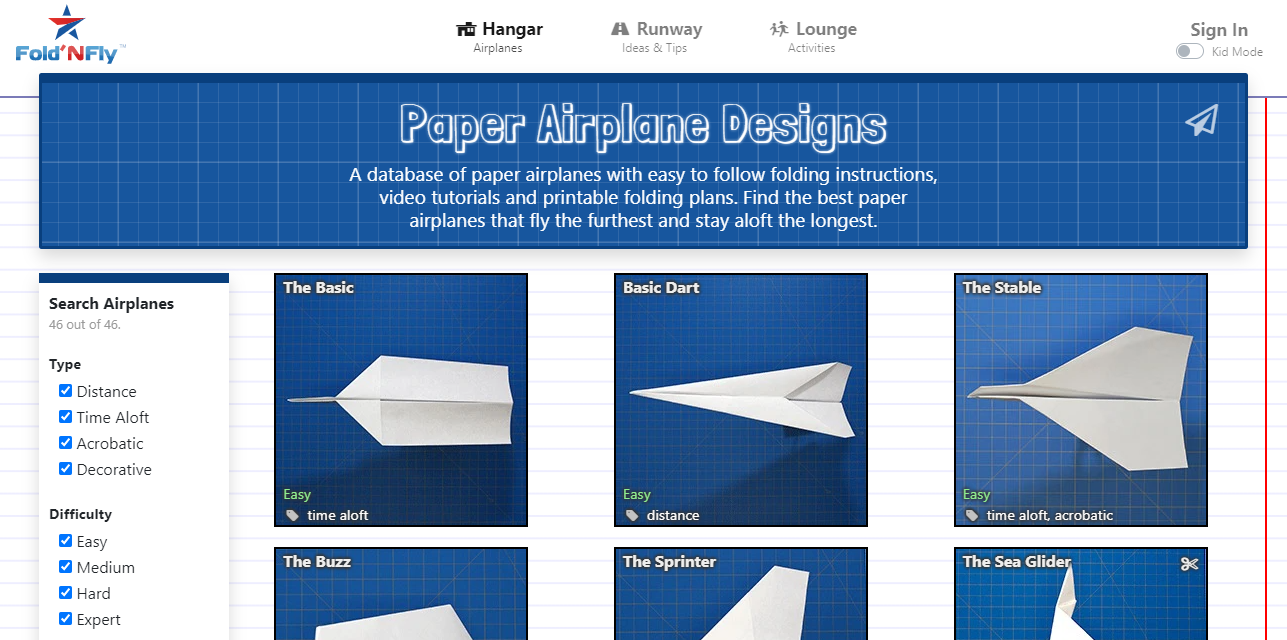 Fold'NFly™
Hangar
Airplanes
Runway
Ideas & Tips
Lounge
Activities
Sign In
Kid Mode
Paper Airplane Designs
A database of paper airplanes with easy to follow folding instructions,
video tutorials and printable folding plans. Find the best paper
airplanes that fly the furthest and stay aloft the longest.
Search Airplanes
46 out of 46.
Type
Distance
Time Aloft
Acrobatic
Decorative
Difficulty
Easy
Medium
Hard
Expert
The Basic
Easy
time aloft
Basic Dart
Easy
distance
The Stable
Easy
time aloft, acrobatic
The Buzz
The Sprinter
The Sea Glider